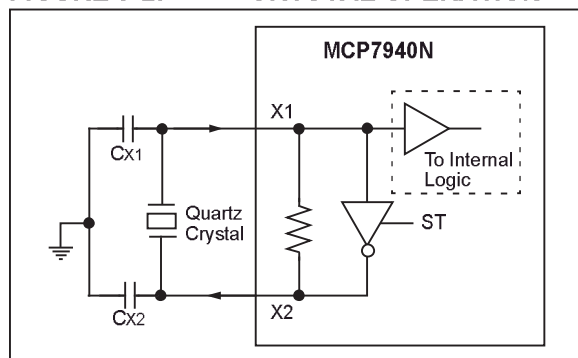 MCP7940N
X1
CX1
To Internal
Logic
Quartz
Crystal
ST
X2
CX2